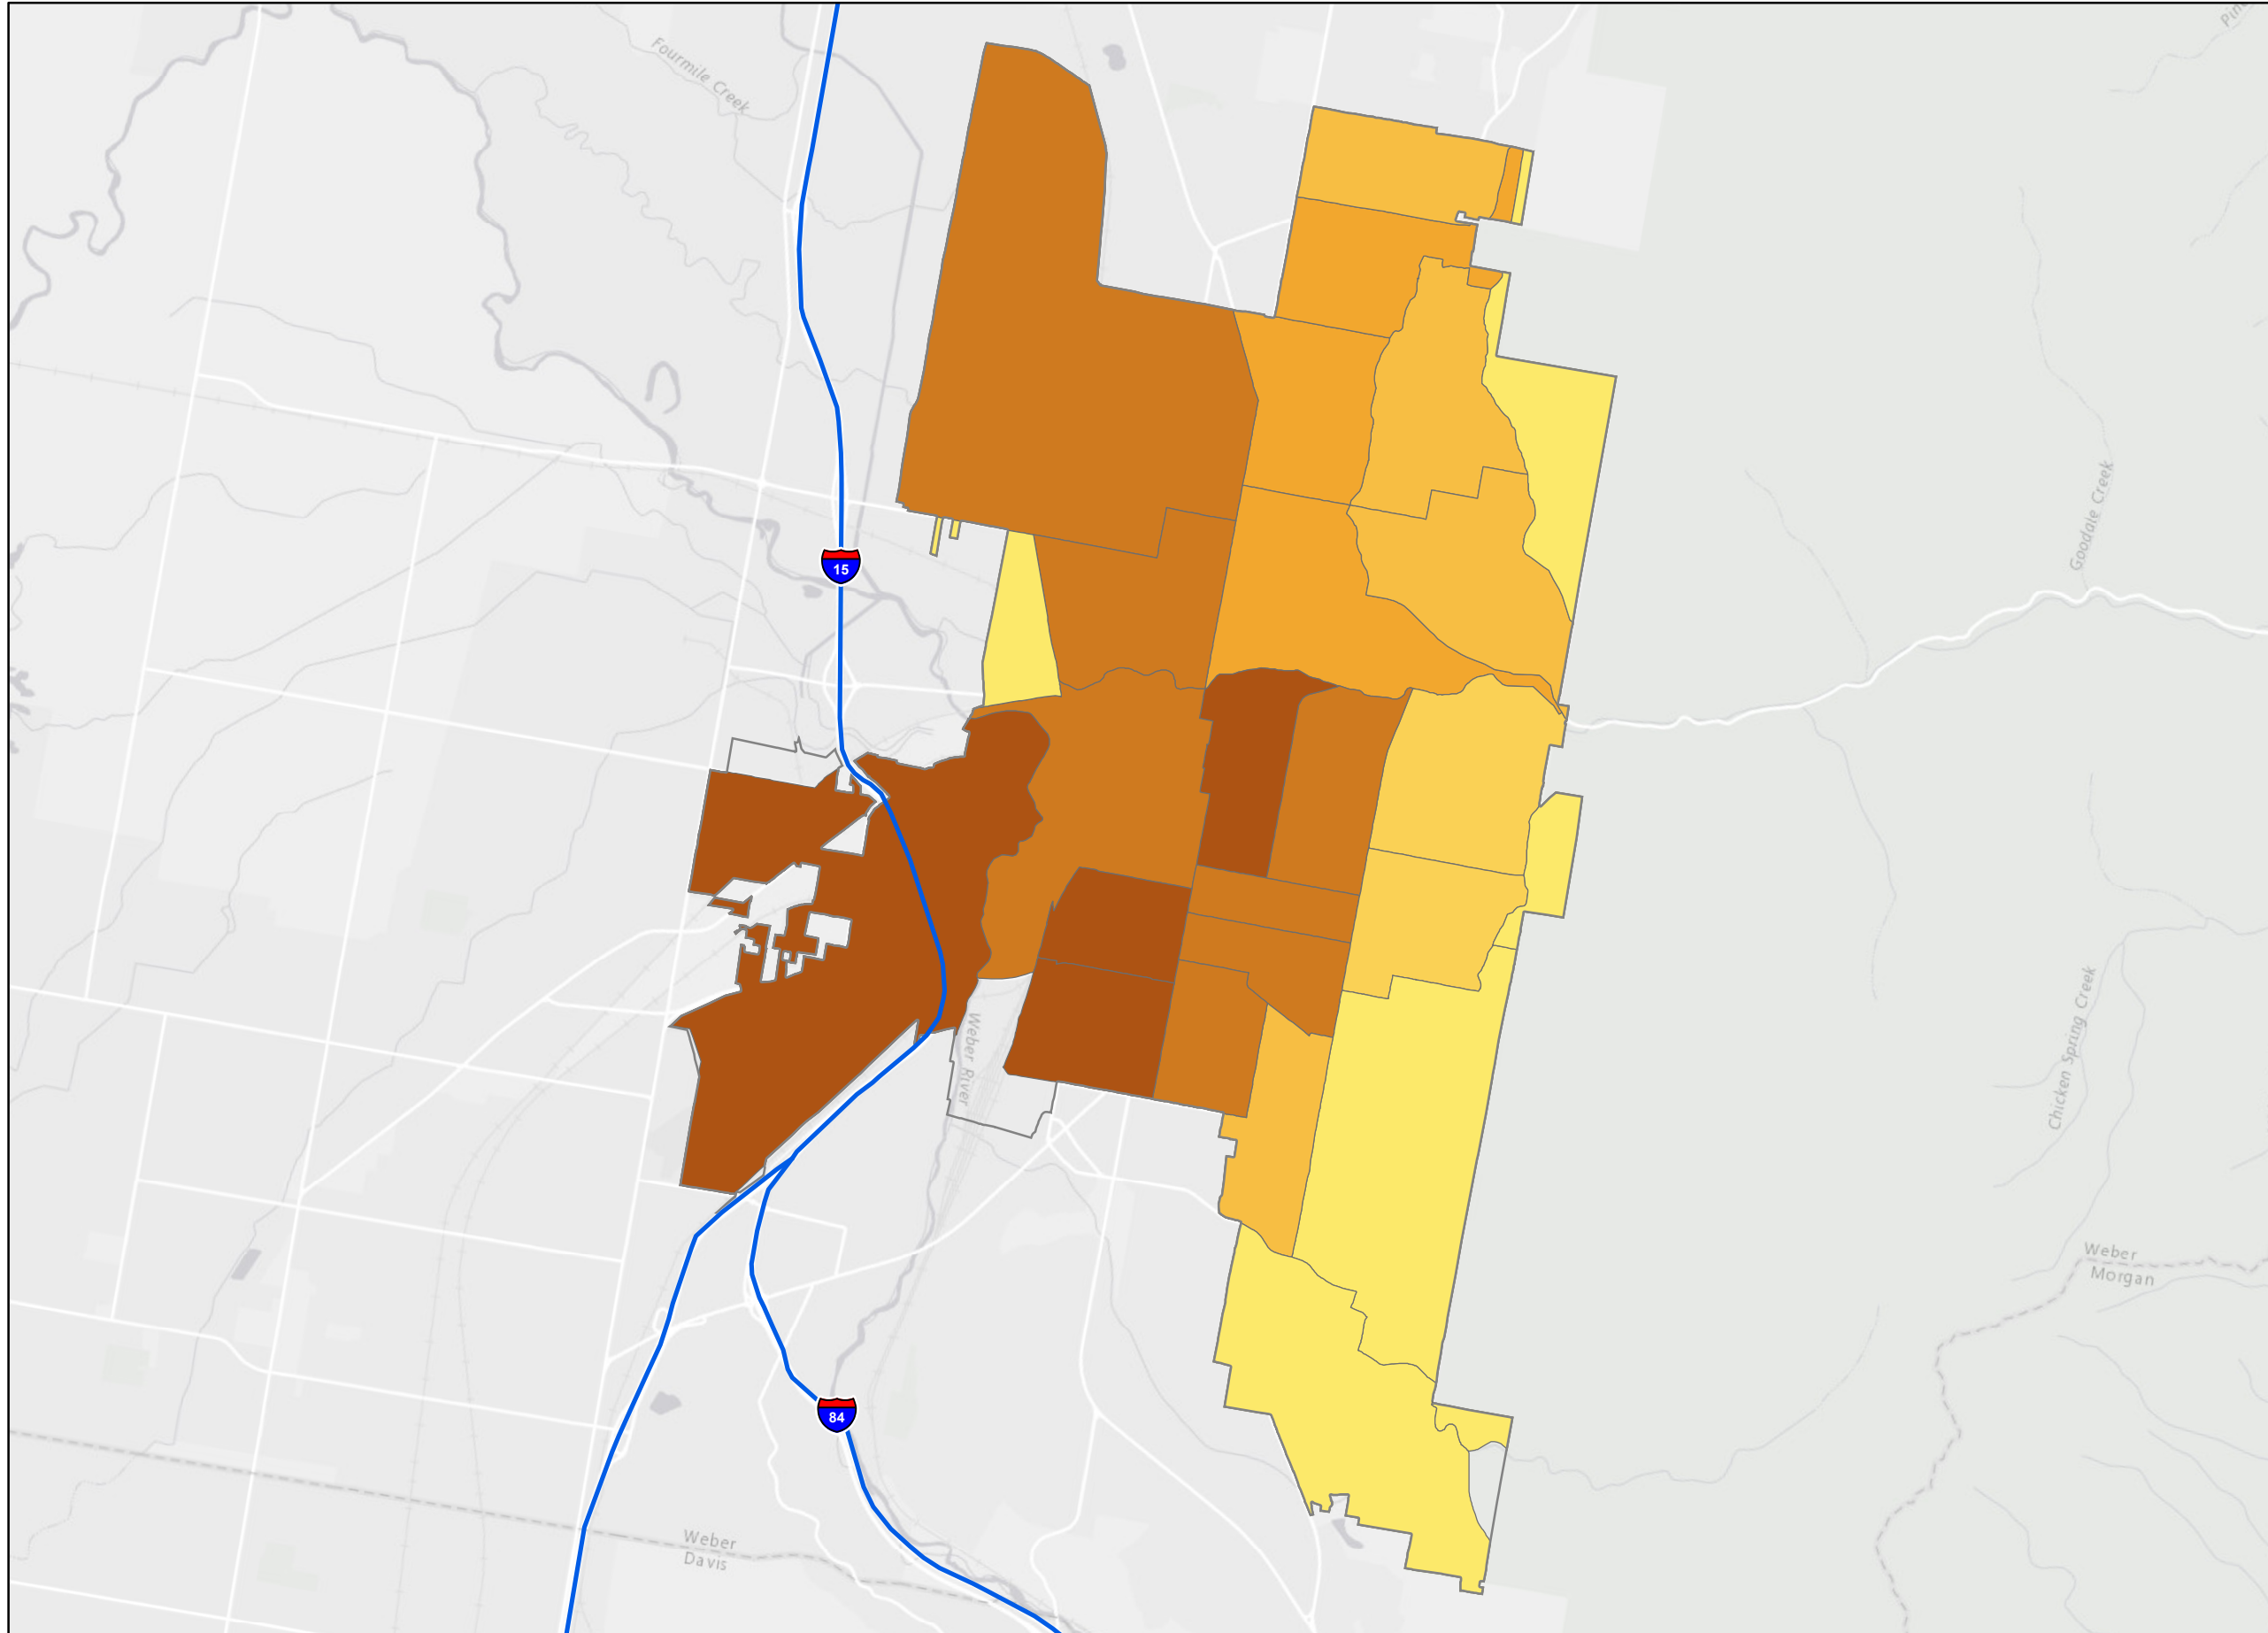 Fourmile Creek
15
Goodale Creek
Weber River
Chicken Spring Creek
Weber
Morgan
84
Weber
Davis